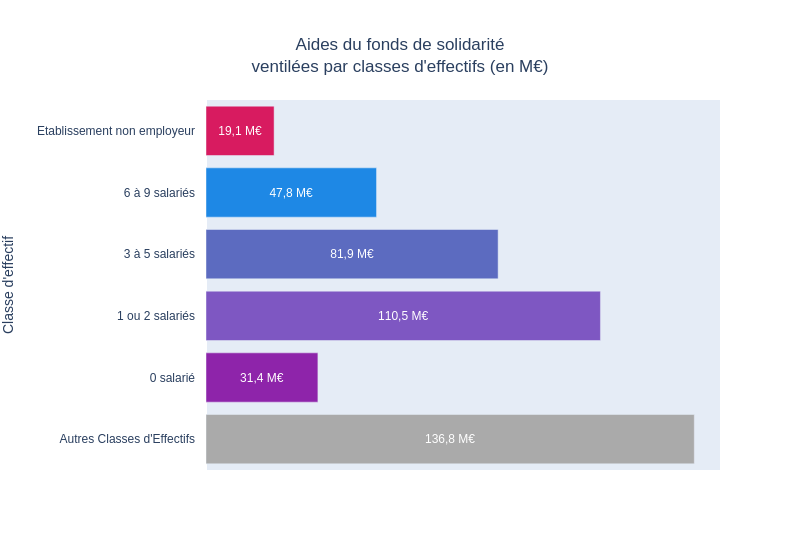 Aides du fonds de solidarité
ventilées par classes d'effectifs (en M€)
Classe d'effectif
Etablissement non employeur
19,1 M€
6 à 9 salariés
47,8 M€
3 à 5 salariés
81,9 M€
1 ou 2 salariés
110,5 M€
0 salarié
31,4 M€
Autres Classes d'Effectifs
136,8 M€